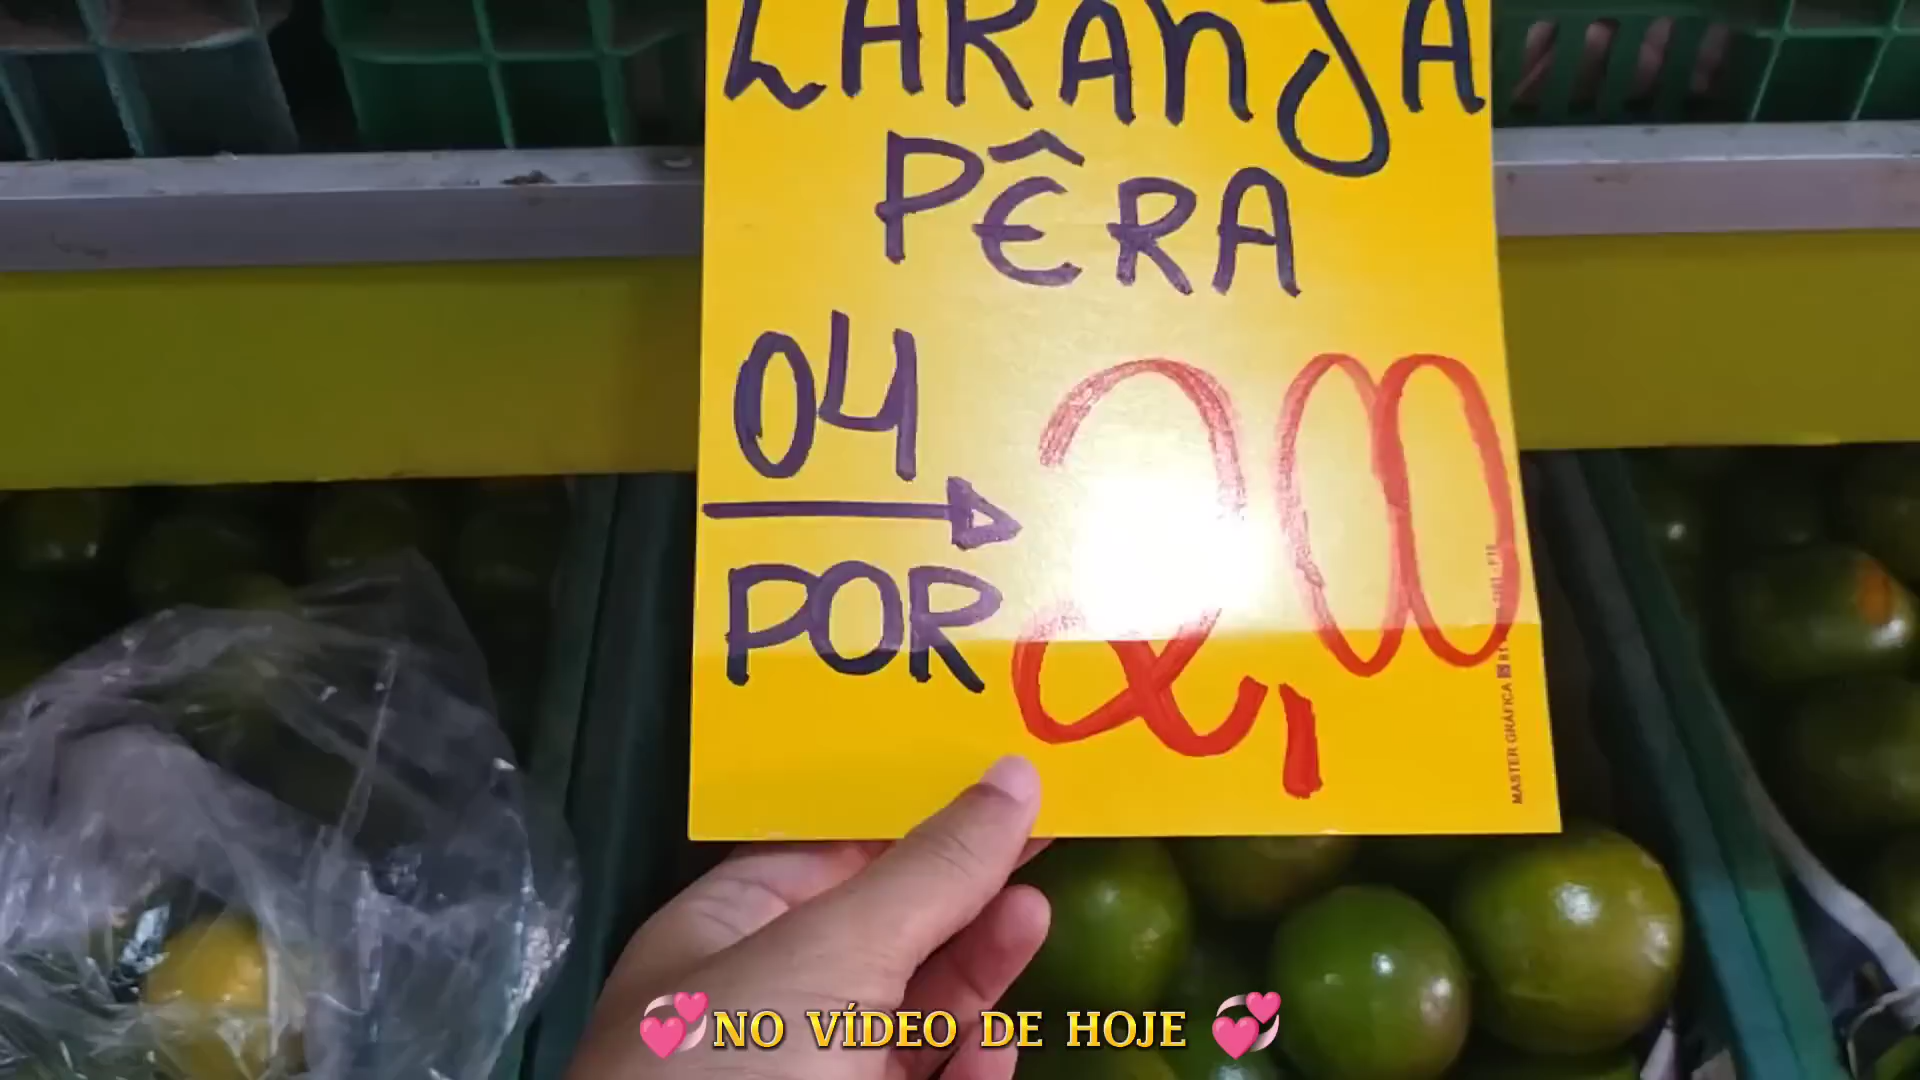 LARANJA
PÊRA
04
POR
2,00
MASTER GRÁFICA
💞NO VÍDEO DE HOJE 💞